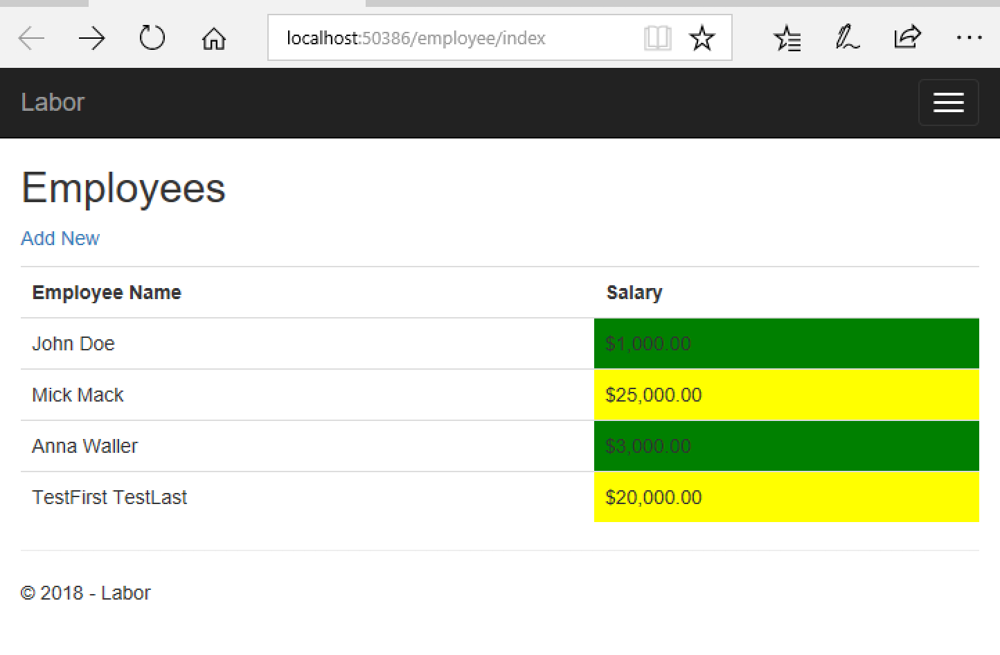 localhost:50386/employee/index
Labor
Employees
Add New
Employee Name Salary
John Doe $1,000.00
Mick Mack $25,000.00
Anna Waller $3,000.00
TestFirst TestLast $20,000.00
© 2018 - Labor